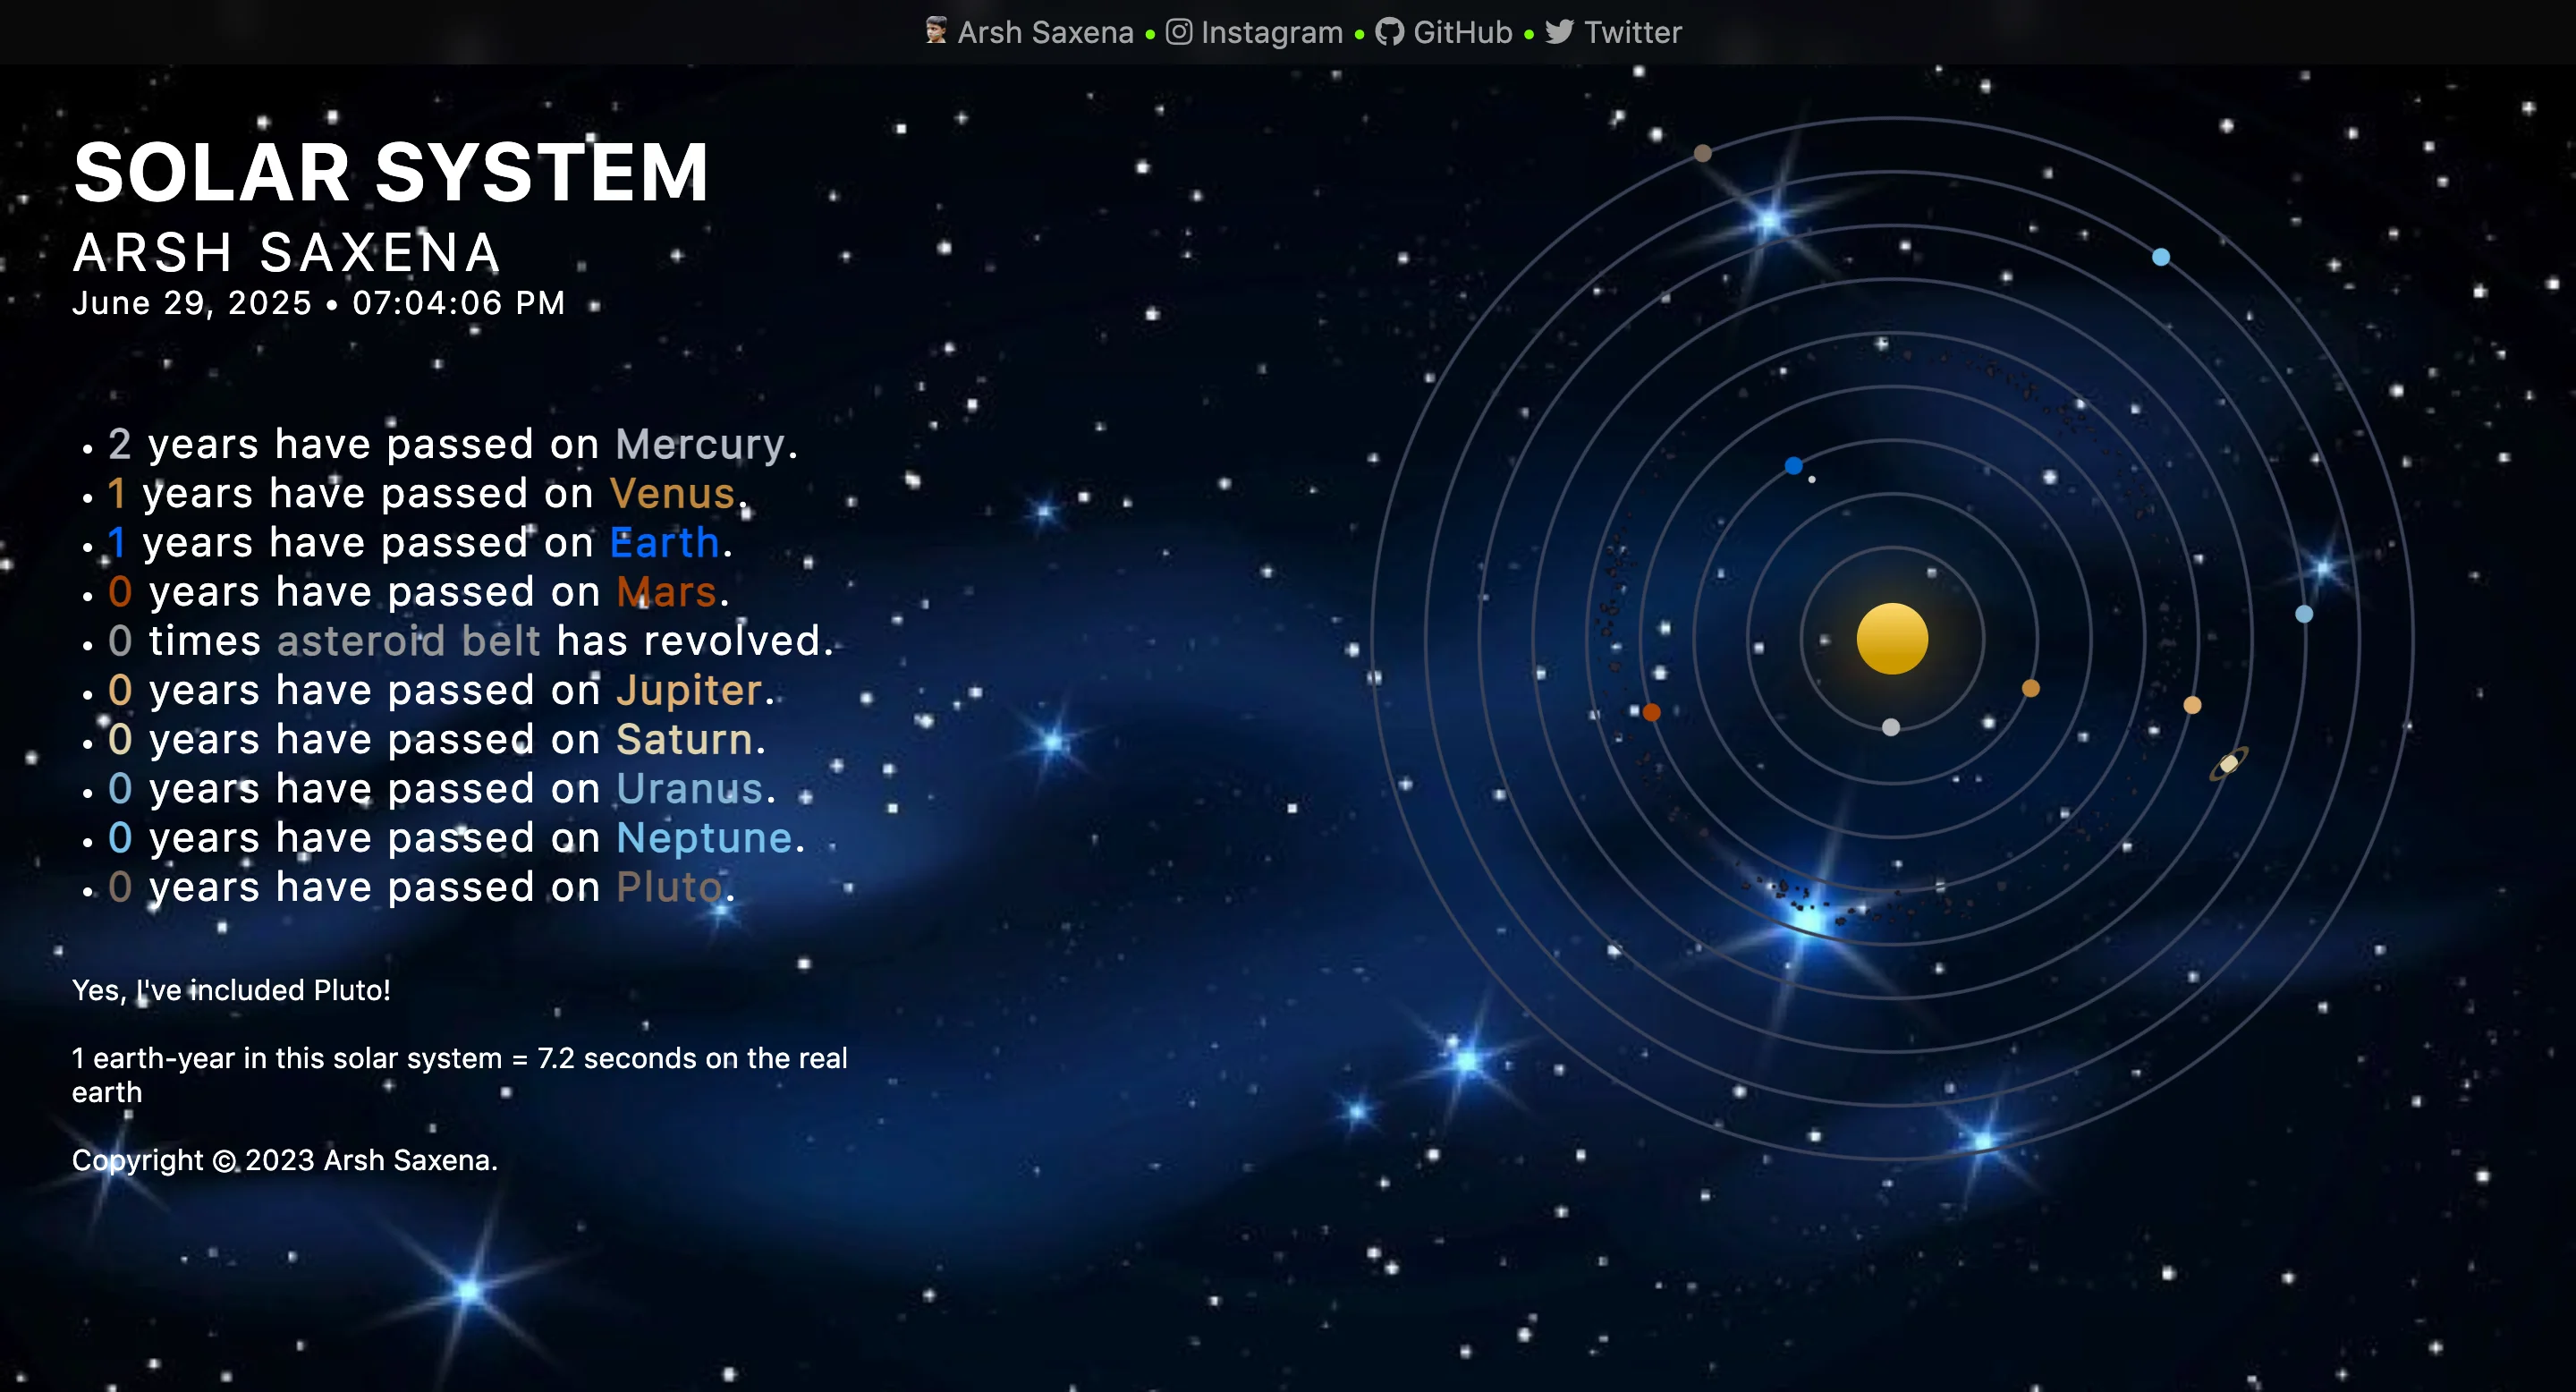 Arsh Saxena • Instagram • GitHub • Twitter
SOLAR SYSTEM
ARSH SAXENA
June 29, 2025 • 07:04:06 PM
• 2 years have passed on Mercury.
• 1 years have passed on Venus.
• 1 years have passed on Earth.
• 0 years have passed on Mars.
• 0 times asteroid belt has revolved.
• 0 years have passed on Jupiter.
• 0 years have passed on Saturn.
• 0 years have passed on Uranus.
• 0 years have passed on Neptune.
• 0 years have passed on Pluto.
Yes, I've included Pluto!
1 earth-year in this solar system = 7.2 seconds on the real
earth
Copyright © 2023 Arsh Saxena.